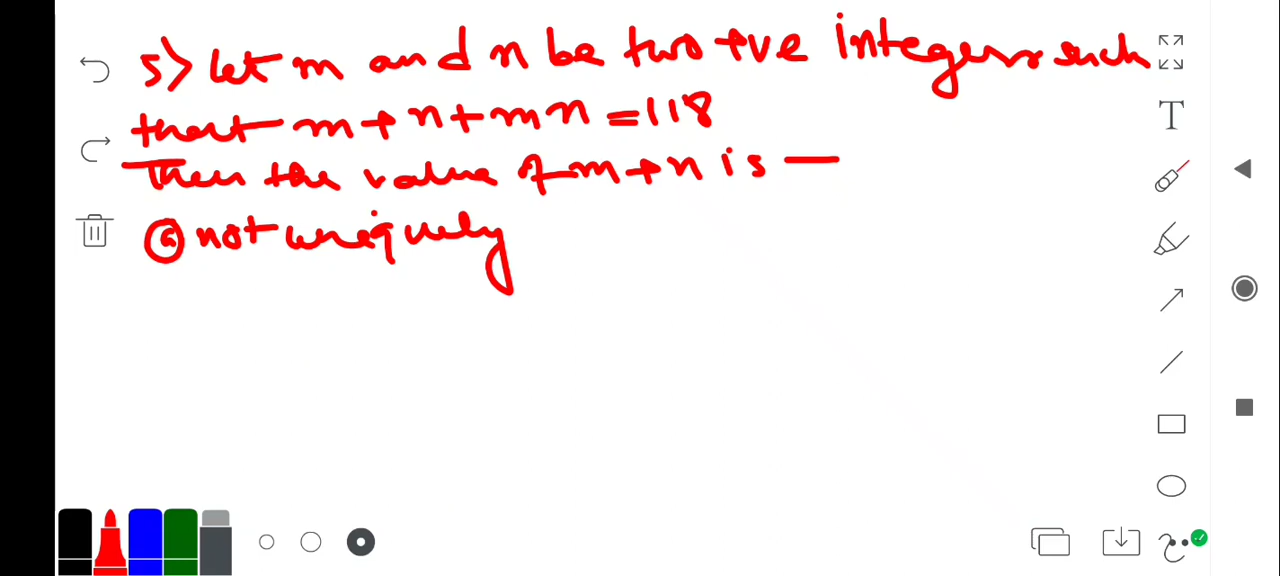 5) Let m and n be two +ve integers such
that m + n + mn = 118
Then the value of m + n is —
ⓐ not uniquely
T